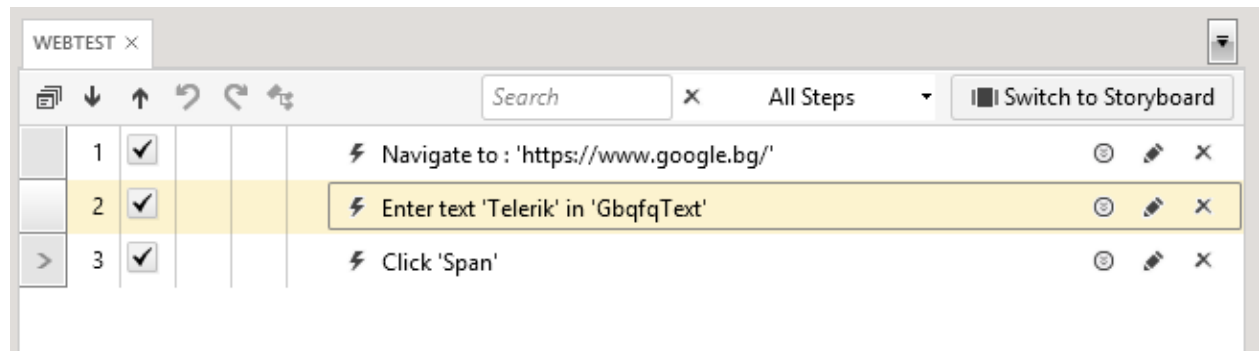 WEBTEST
Search All Steps Switch to Storyboard
1 Navigate to : 'https://www.google.bg/'
2 Enter text 'Telerik' in 'GbqfqText'
3 Click 'Span'